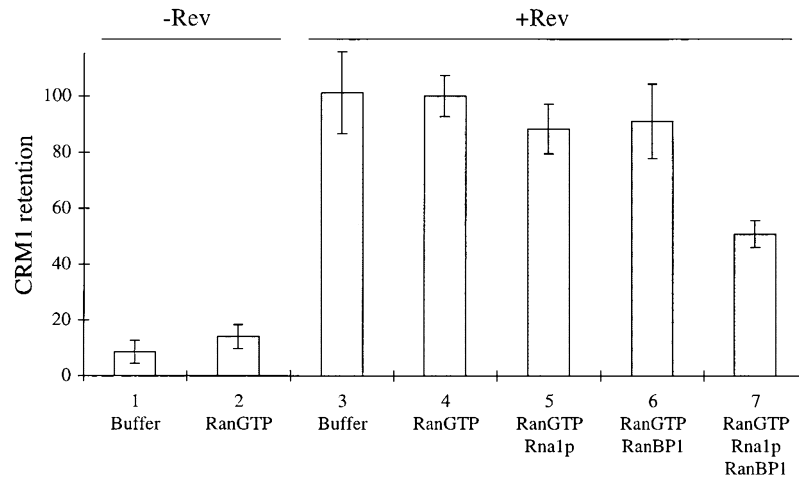 -Rev +Rev
CRM1 retention
100
80
60
40
20
0
1 2 3 4 5 6 7
Buffer RanGTP Buffer RanGTP RanGTP RanGTP RanGTP
Rna1p RanBP1 Rna1p
RanBP1